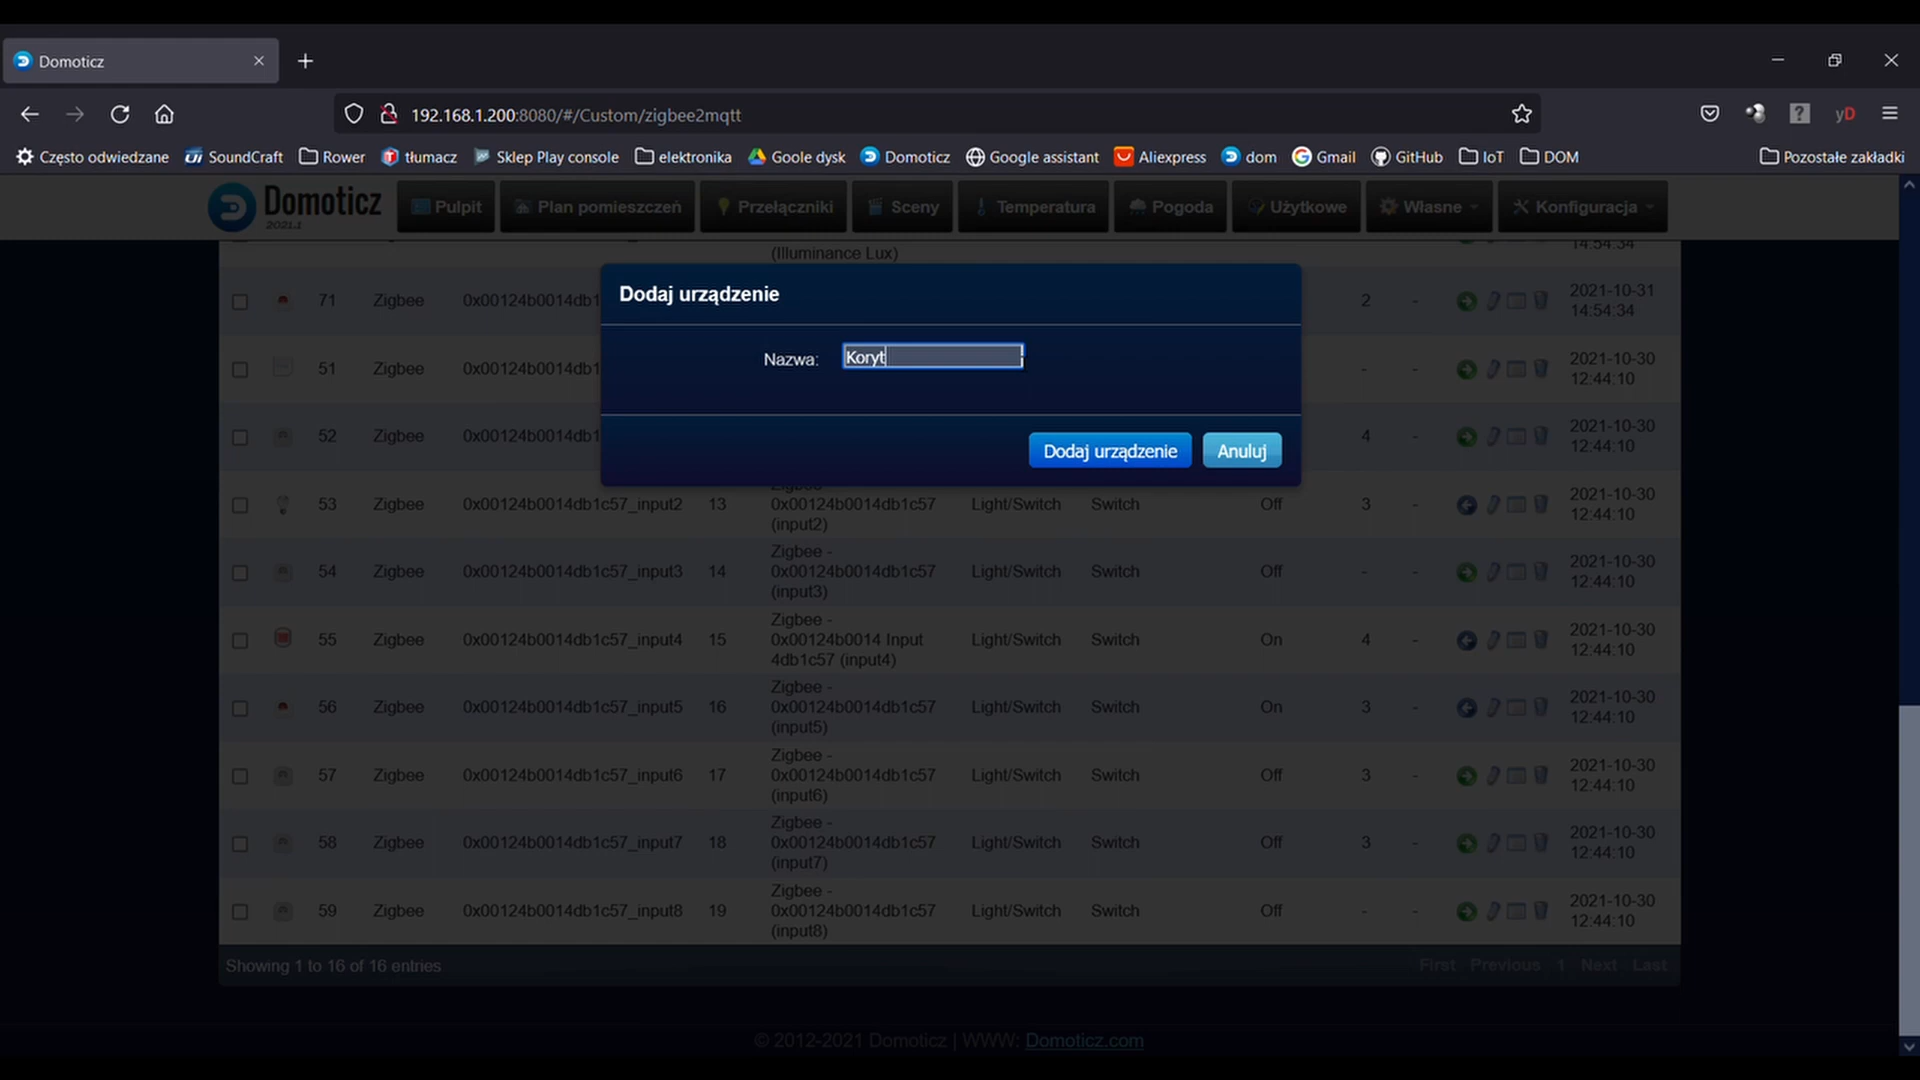 Domoticz
192.168.1.200:8080/#/Custom/zigbee2mqtt
Często odwiedzane SoundCraft Rower tłumacz Sklep Play console elektronika Goole dysk Domoticz Google assistant Aliexpress dom Gmail GitHub IoT DOM Pozostałe zakładki
Domoticz 2021.1 Pulpit Plan pomieszczeń Przełączniki Sceny Temperatura Pogoda Użytkowe Własne Konfiguracja
(Illuminance Lux) 14:54:34
Dodaj urządzenie
Nazwa: Koryt
Dodaj urządzenie Anuluj
71 Zigbee 0x00124b0014db1 2 - 2021-10-31
14:54:34
51 Zigbee 0x00124b0014db1 - - 2021-10-30
12:44:10
52 Zigbee 0x00124b0014db1 4 - 2021-10-30
12:44:10
53 Zigbee 0x00124b0014db1c57_input2 13 0x00124b0014db1c57 (input2) Light/Switch Switch Off 3 - 2021-10-30
12:44:10
54 Zigbee 0x00124b0014db1c57_input3 14 Zigbee - 0x00124b0014db1c57 (input3) Light/Switch Switch Off - - 2021-10-30
12:44:10
55 Zigbee 0x00124b0014db1c57_input4 15 Zigbee - 0x00124b0014 Input 4db1c57 (input4) Light/Switch Switch On 4 - 2021-10-30
12:44:10
56 Zigbee 0x00124b0014db1c57_input5 16 Zigbee - 0x00124b0014db1c57 (input5) Light/Switch Switch On 3 - 2021-10-30
12:44:10
57 Zigbee 0x00124b0014db1c57_input6 17 Zigbee - 0x00124b0014db1c57 (input6) Light/Switch Switch Off 3 - 2021-10-30
12:44:10
58 Zigbee 0x00124b0014db1c57_input7 18 Zigbee - 0x00124b0014db1c57 (input7) Light/Switch Switch Off 3 - 2021-10-30
12:44:10
59 Zigbee 0x00124b0014db1c57_input8 19 Zigbee - 0x00124b0014db1c57 (input8) Light/Switch Switch Off - - 2021-10-30
12:44:10
Showing 1 to 16 of 16 entries First Previous 1 Next Last
© 2012-2021 Domoticz | WWW: Domoticz.com